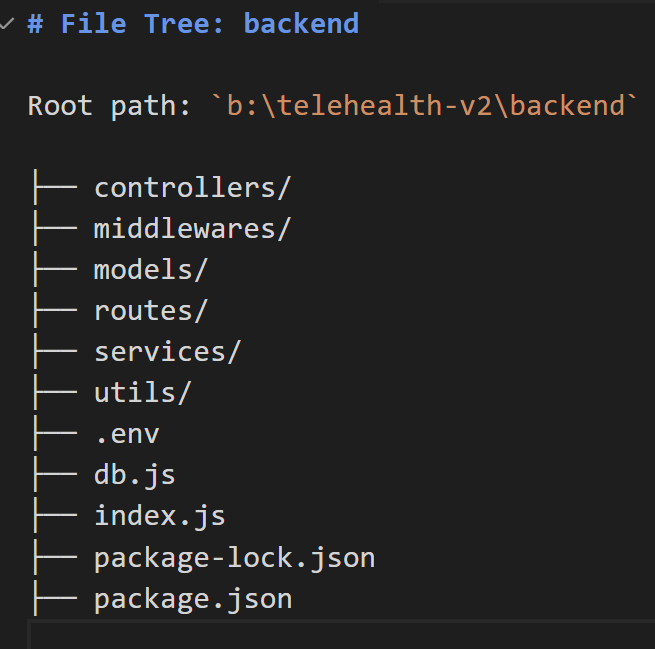 # File Tree: backend
Root path: `b:\telehealth-v2\backend`
├── controllers/
├── middlewares/
├── models/
├── routes/
├── services/
├── utils/
├── .env
├── db.js
├── index.js
├── package-lock.json
├── package.json